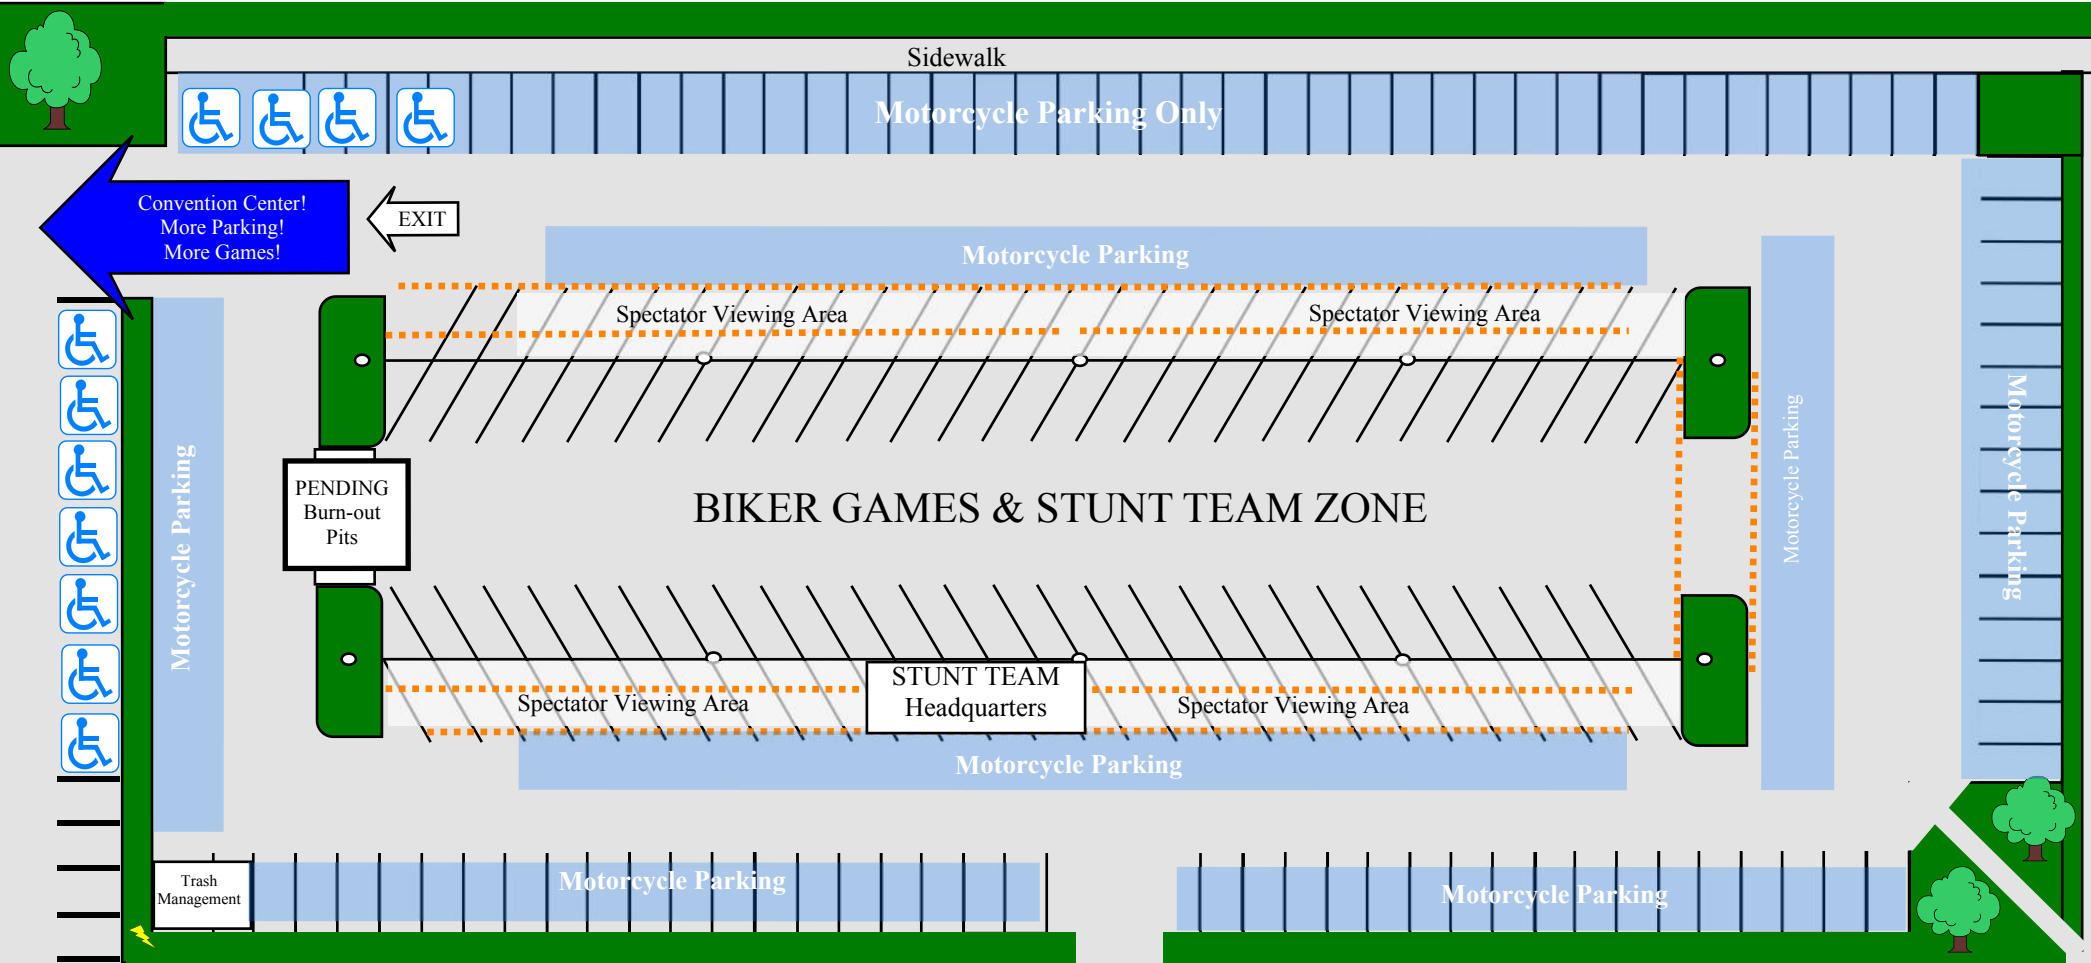 Sidewalk
Motorcycle Parking Only
Convention Center!
More Parking!
More Games!
EXIT
Motorcycle Parking
Spectator Viewing Area
Spectator Viewing Area
Motorcycle Parking
Motorcycle Parking
Motorcycle Parking
PENDING
Burn-out
Pits
BIKER GAMES & STUNT TEAM ZONE
STUNT TEAM
Headquarters
Spectator Viewing Area
Spectator Viewing Area
Motorcycle Parking
Trash
Management
Motorcycle Parking
Motorcycle Parking